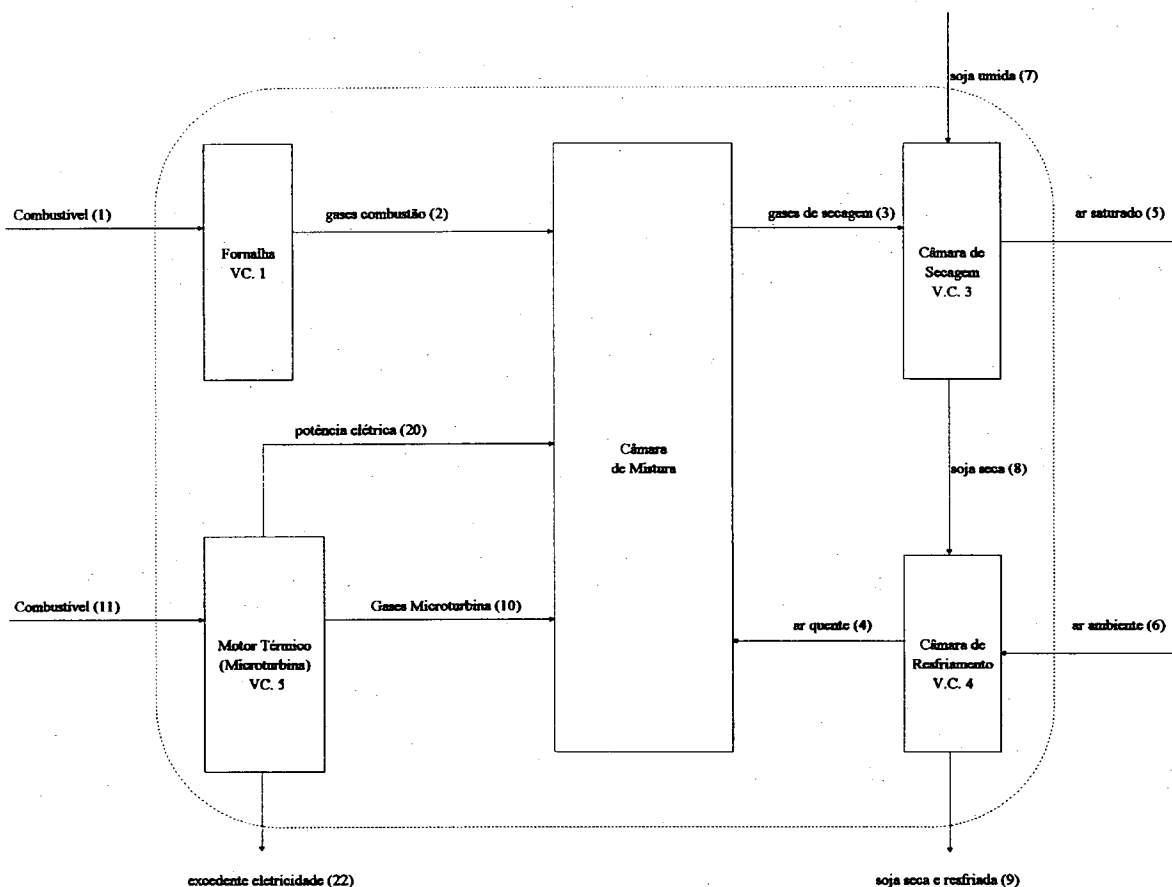 soja umida (7)
Combustível (1)
gases combustão (2)
gases de secagem (3)
ar saturado (5)
Fornalha
VC. 1
Câmara de
Secagem
V.C. 3
potência elétrica (20)
Câmara
de Mistura
soja seca (8)
Combustível (11)
Gases Microturbina (10)
ar quente (4)
ar ambiente (6)
Motor Térmico
(Microturbina)
VC. 5
Câmara de
Resfriamento
V.C. 4
excedente eletricidade (22)
soja seca e resfriada (9)